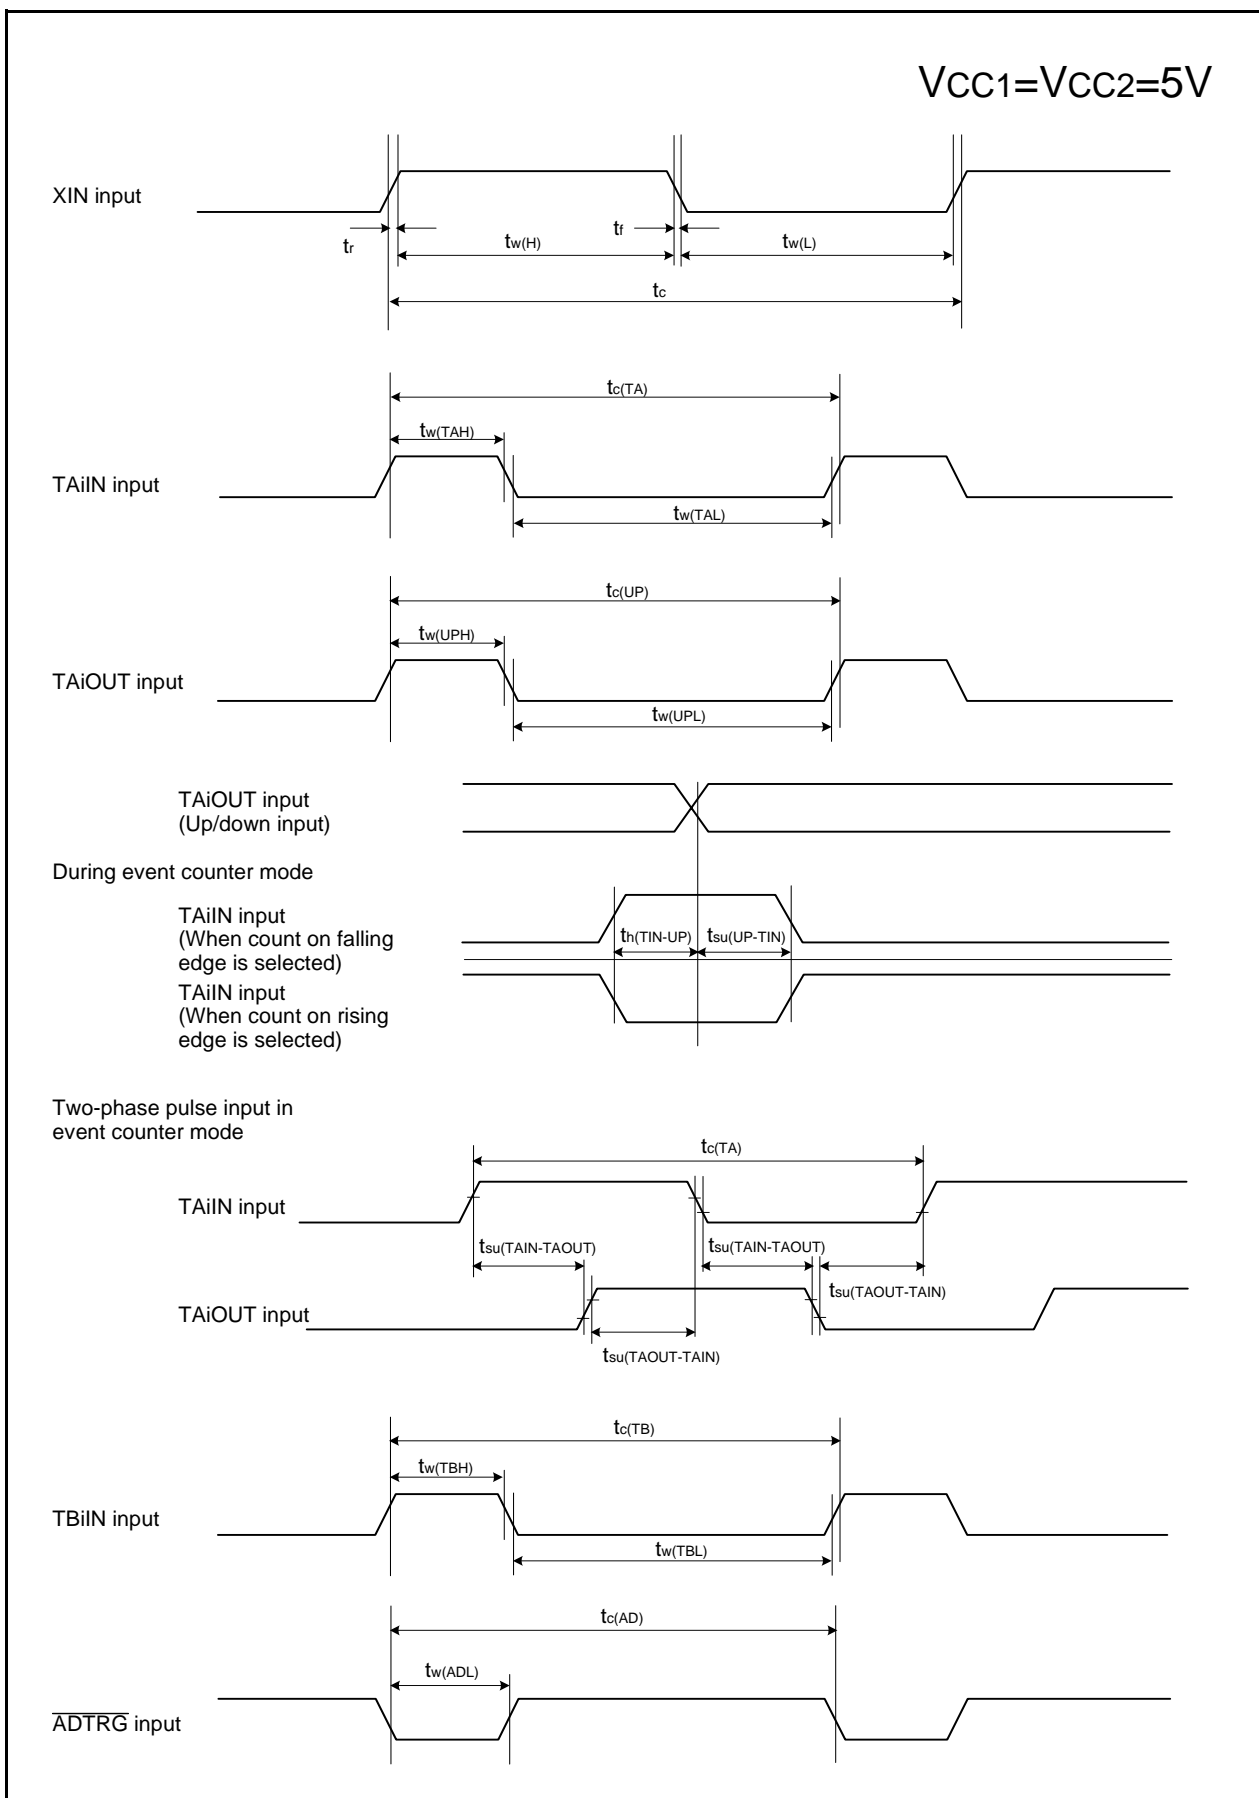 VCC1=VCC2=5V
XIN input
tr
tw(H)
tf
tw(L)
tc
tc(TA)
tw(TAH)
TAiIN input
tw(TAL)
tc(UP)
tw(UPH)
TAiOUT input
tw(UPL)
TAiOUT input
(Up/down input)
During event counter mode
TAiIN input
(When count on falling
edge is selected)
th(TIN-UP)
tsu(UP-TIN)
TAiIN input
(When count on rising
edge is selected)
Two-phase pulse input in
event counter mode
tc(TA)
TAiIN input
tsu(TAIN-TAOUT)
tsu(TAIN-TAOUT)
tsu(TAOUT-TAIN)
TAiOUT input
tsu(TAOUT-TAIN)
tc(TB)
tw(TBH)
TBiIN input
tw(TBL)
tc(AD)
tw(ADL)
ADTRG input